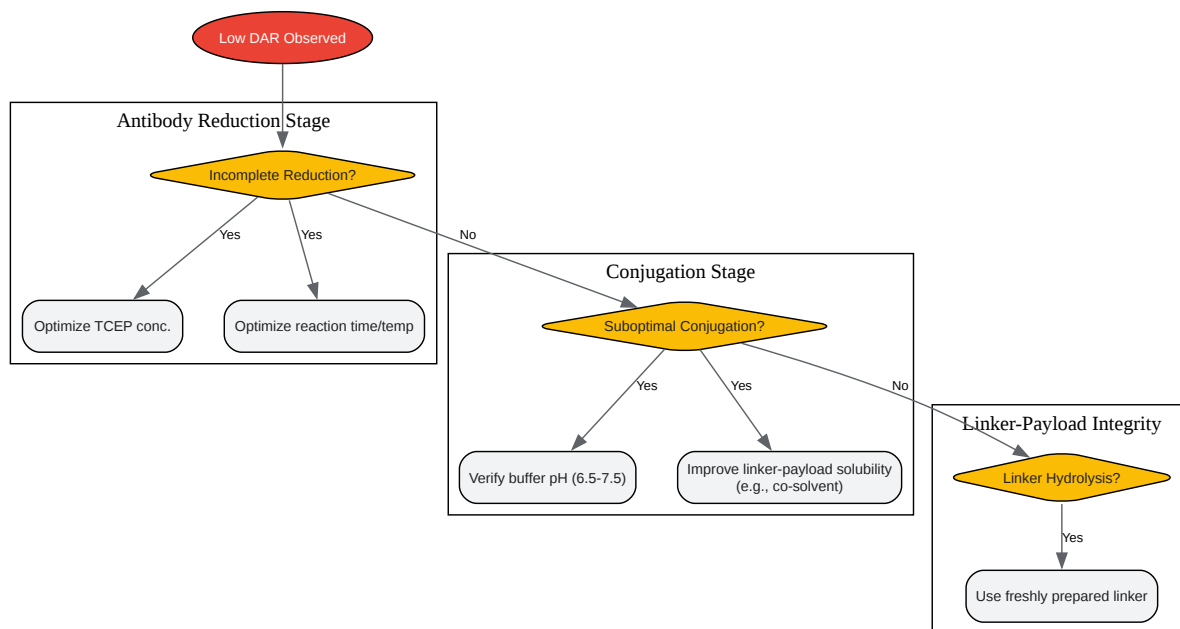 Low DAR Observed
Antibody Reduction Stage
Incomplete Reduction?
Yes
Yes
No
Optimize TCEP conc.
Optimize reaction time/temp
Conjugation Stage
Suboptimal Conjugation?
Yes
Yes
No
Verify buffer pH (6.5-7.5)
Improve linker-payload solubility
(e.g., co-solvent)
Linker-Payload Integrity
Linker Hydrolysis?
Yes
Use freshly prepared linker